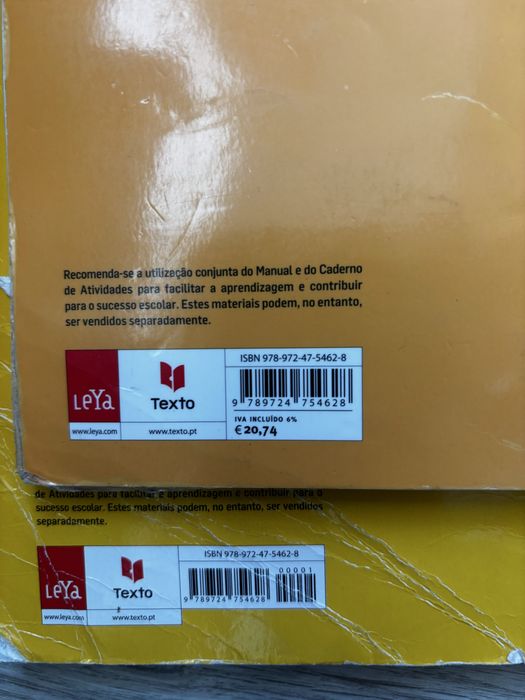 Recomenda-se a utilização conjunta do Manual e do Caderno
de Atividades para facilitar a aprendizagem e contribuir
para o sucesso escolar. Estes materiais podem, no entanto,
ser vendidos separadamente.
ISBN 978-972-47-5462-8
LeYa
Texto
9 789724 754628
IVA INCLUÍDO 6%
€20,74
www.leya.com
www.texto.pt
de Atividades para facilitar a aprendizagem e contribuir para o
sucesso escolar. Estes materiais podem, no entanto, ser vendidos
separadamente.
ISBN 978-972-47-5462-8
00001
LeYa
Texto
9 789724 754628
www.leya.com
www.texto.pt